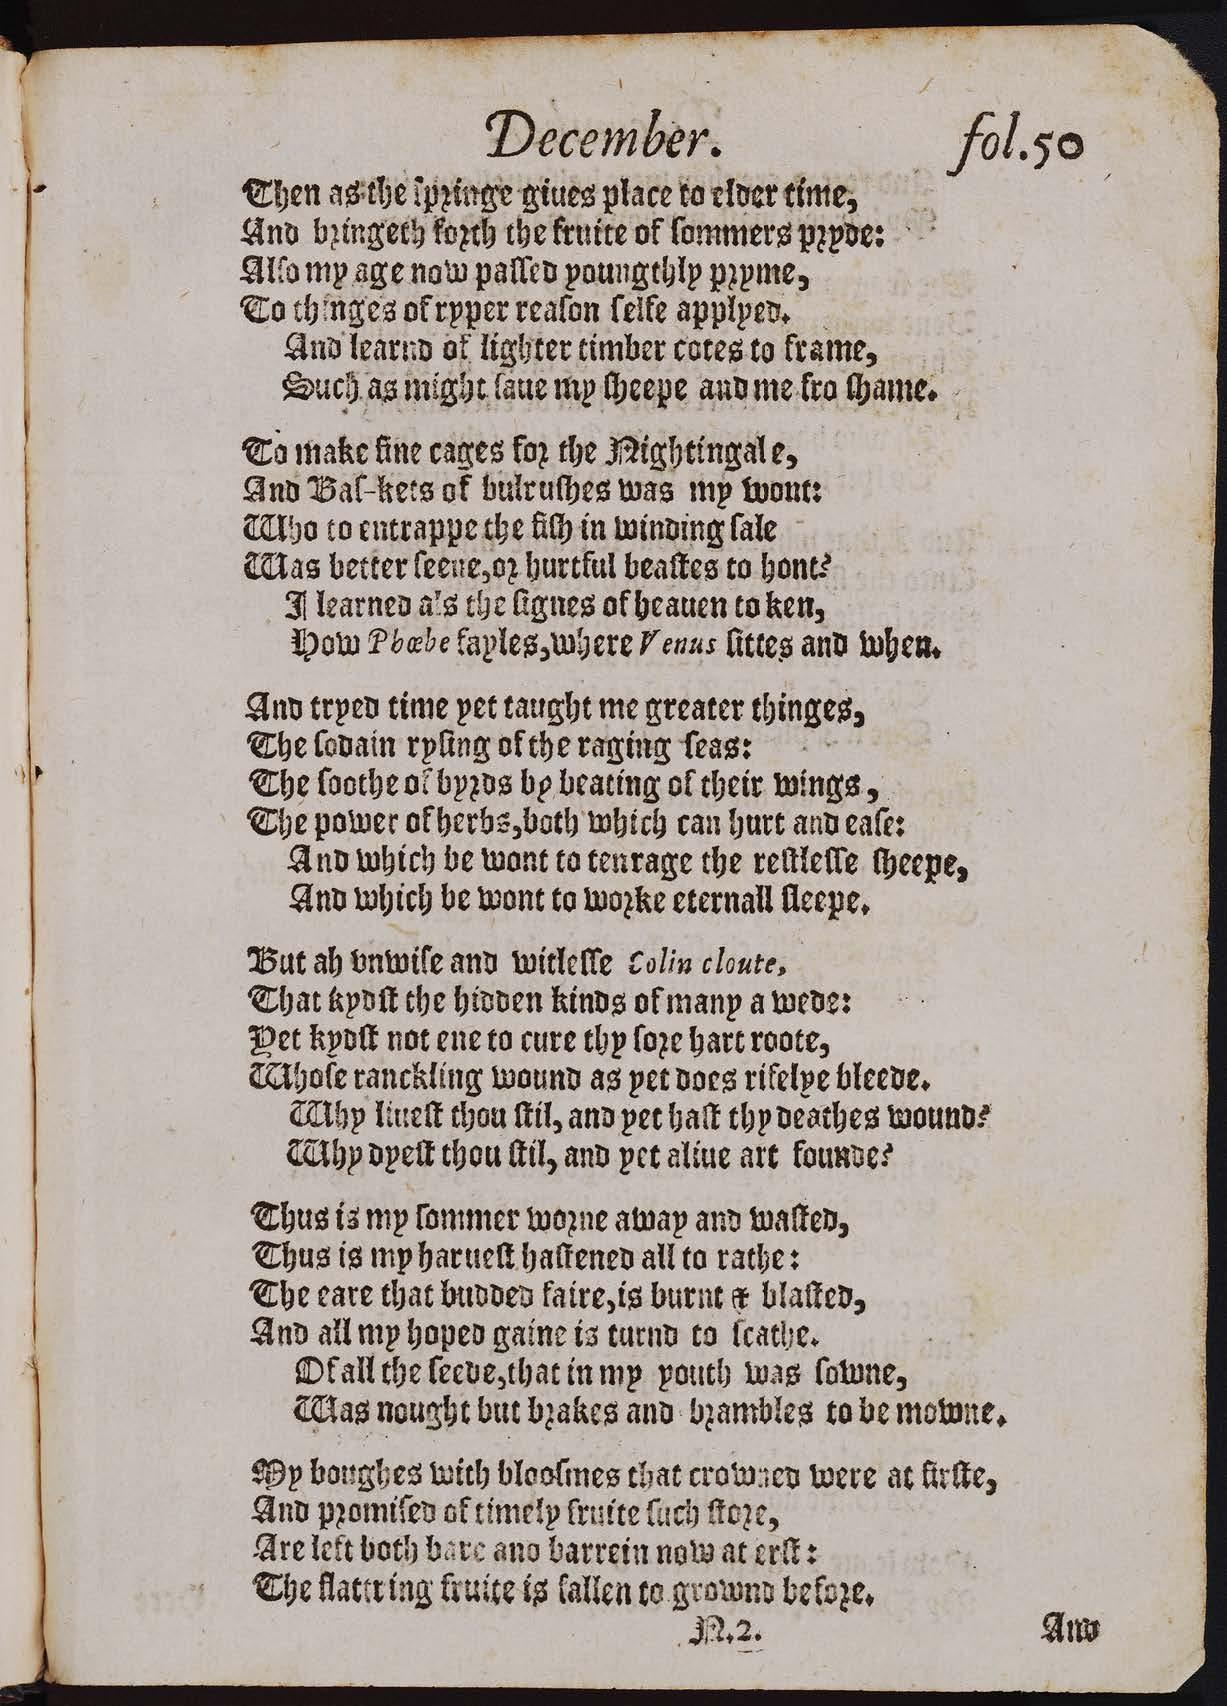 December. fol.50
Then as the ſpringe giues place to elder time,
And bringeth forth the fruite of ſommers pryde:
Alſo my age now paſſed youngthly pryme,
To thinges of ryper reaſon ſelfe applyed.
And learnd of lighter timber cotes to frame,
Such as might ſaue my ſheepe and me fro ſhame.
To make fine cages for the Nightingale,
And Baſ-kets of bulruſhes was my wont:
Who to entrappe the fiſh in winding ſale
Was better ſeene, or hurtful beaſtes to hont?
I learned als the ſignes of heauen to ken,
How Phœbe fayles, where Venus ſittes and when.
And tryed time yet taught me greater thinges,
The ſodain ryſing of the raging ſeas:
The ſoothe of byrds by beating of their wings,
The power of herbs, both which can hurt and eaſe:
And which be wont to tenrage the reſtleſſe ſheepe,
And which be wont to worke eternall ſleepe.
But ah vnwiſe and witleſſe Colin cloute,
That kydſt the hidden kinds of many a wede:
Yet kydſt not ene to cure thy ſore hart roote,
Whoſe ranckling wound as yet does rifelye bleede.
Why liueſt thou ſtil, and yet haſt thy deathes wound?
Why dyeſt thou ſtil, and yet aliue art founde?
Thus is my ſommer worne away and waſted,
Thus is my harueſt haſtened all to rathe:
The eare that budded faire, is burnt & blaſted,
And all my hoped gaine is turnd to ſcathe.
Of all the ſeede, that in my youth was ſowne,
Was nought but brakes and brambles to be mowne.
My boughes with blooſmes that crowned were at firſte,
And promiſed of timely fruite ſuch ſtore,
Are left both bare and barrein now at erſt:
The flattring fruite is fallen to grownd before.
N.2. And